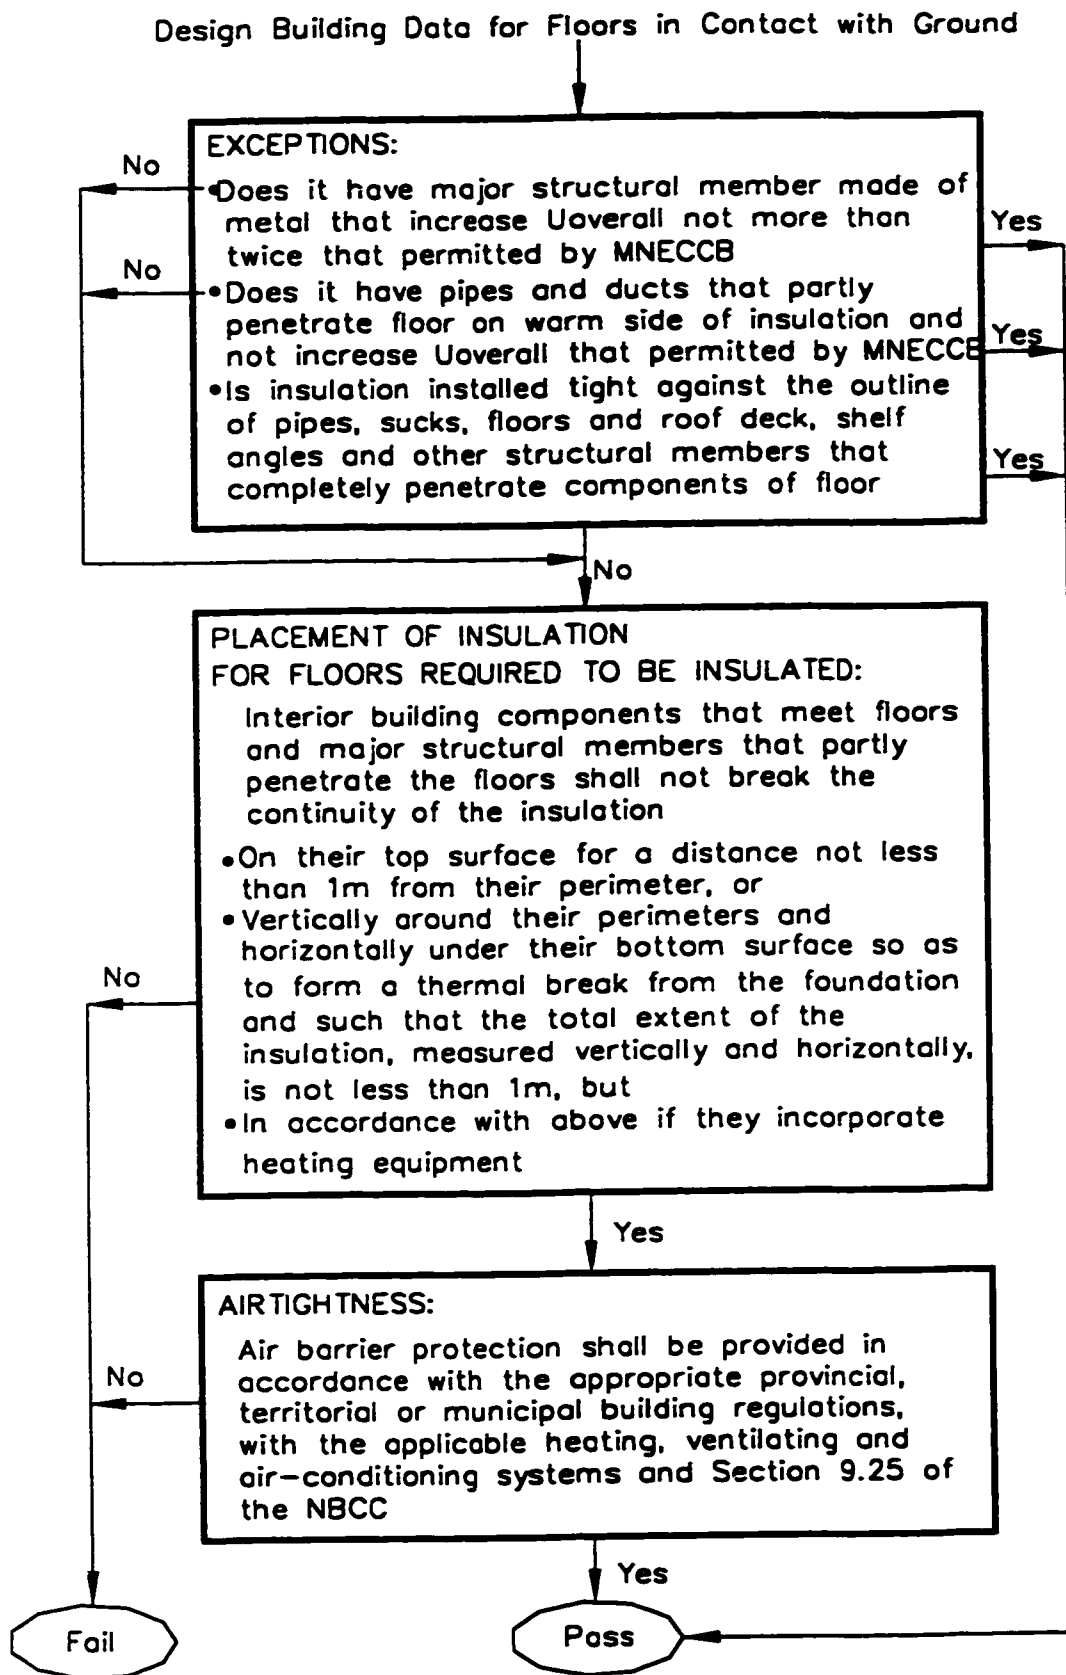 Design Building Data for Floors in Contact with Ground
EXCEPTIONS:
No
•Does it have major structural member made of
metal that increase Uoverall not more than
twice that permitted by MNECCB
Yes
No
•Does it have pipes and ducts that partly
penetrate floor on warm side of insulation and
not increase Uoverall that permitted by MNECCB
Yes
•Is insulation installed tight against the outline
of pipes, sucks, floors and roof deck, shelf
angles and other structural members that
completely penetrate components of floor
Yes
No
PLACEMENT OF INSULATION
FOR FLOORS REQUIRED TO BE INSULATED:
Interior building components that meet floors
and major structural members that partly
penetrate the floors shall not break the
continuity of the insulation
•On their top surface for a distance not less
than 1m from their perimeter, or
•Vertically around their perimeters and
horizontally under their bottom surface so as
to form a thermal break from the foundation
and such that the total extent of the
insulation, measured vertically and horizontally,
is not less than 1m, but
•In accordance with above if they incorporate
heating equipment
No
Yes
AIRTIGHTNESS:
Air barrier protection shall be provided in
accordance with the appropriate provincial,
territorial or municipal building regulations,
with the applicable heating, ventilating and
air-conditioning systems and Section 9.25 of
the NBCC
No
Yes
Fail
Pass